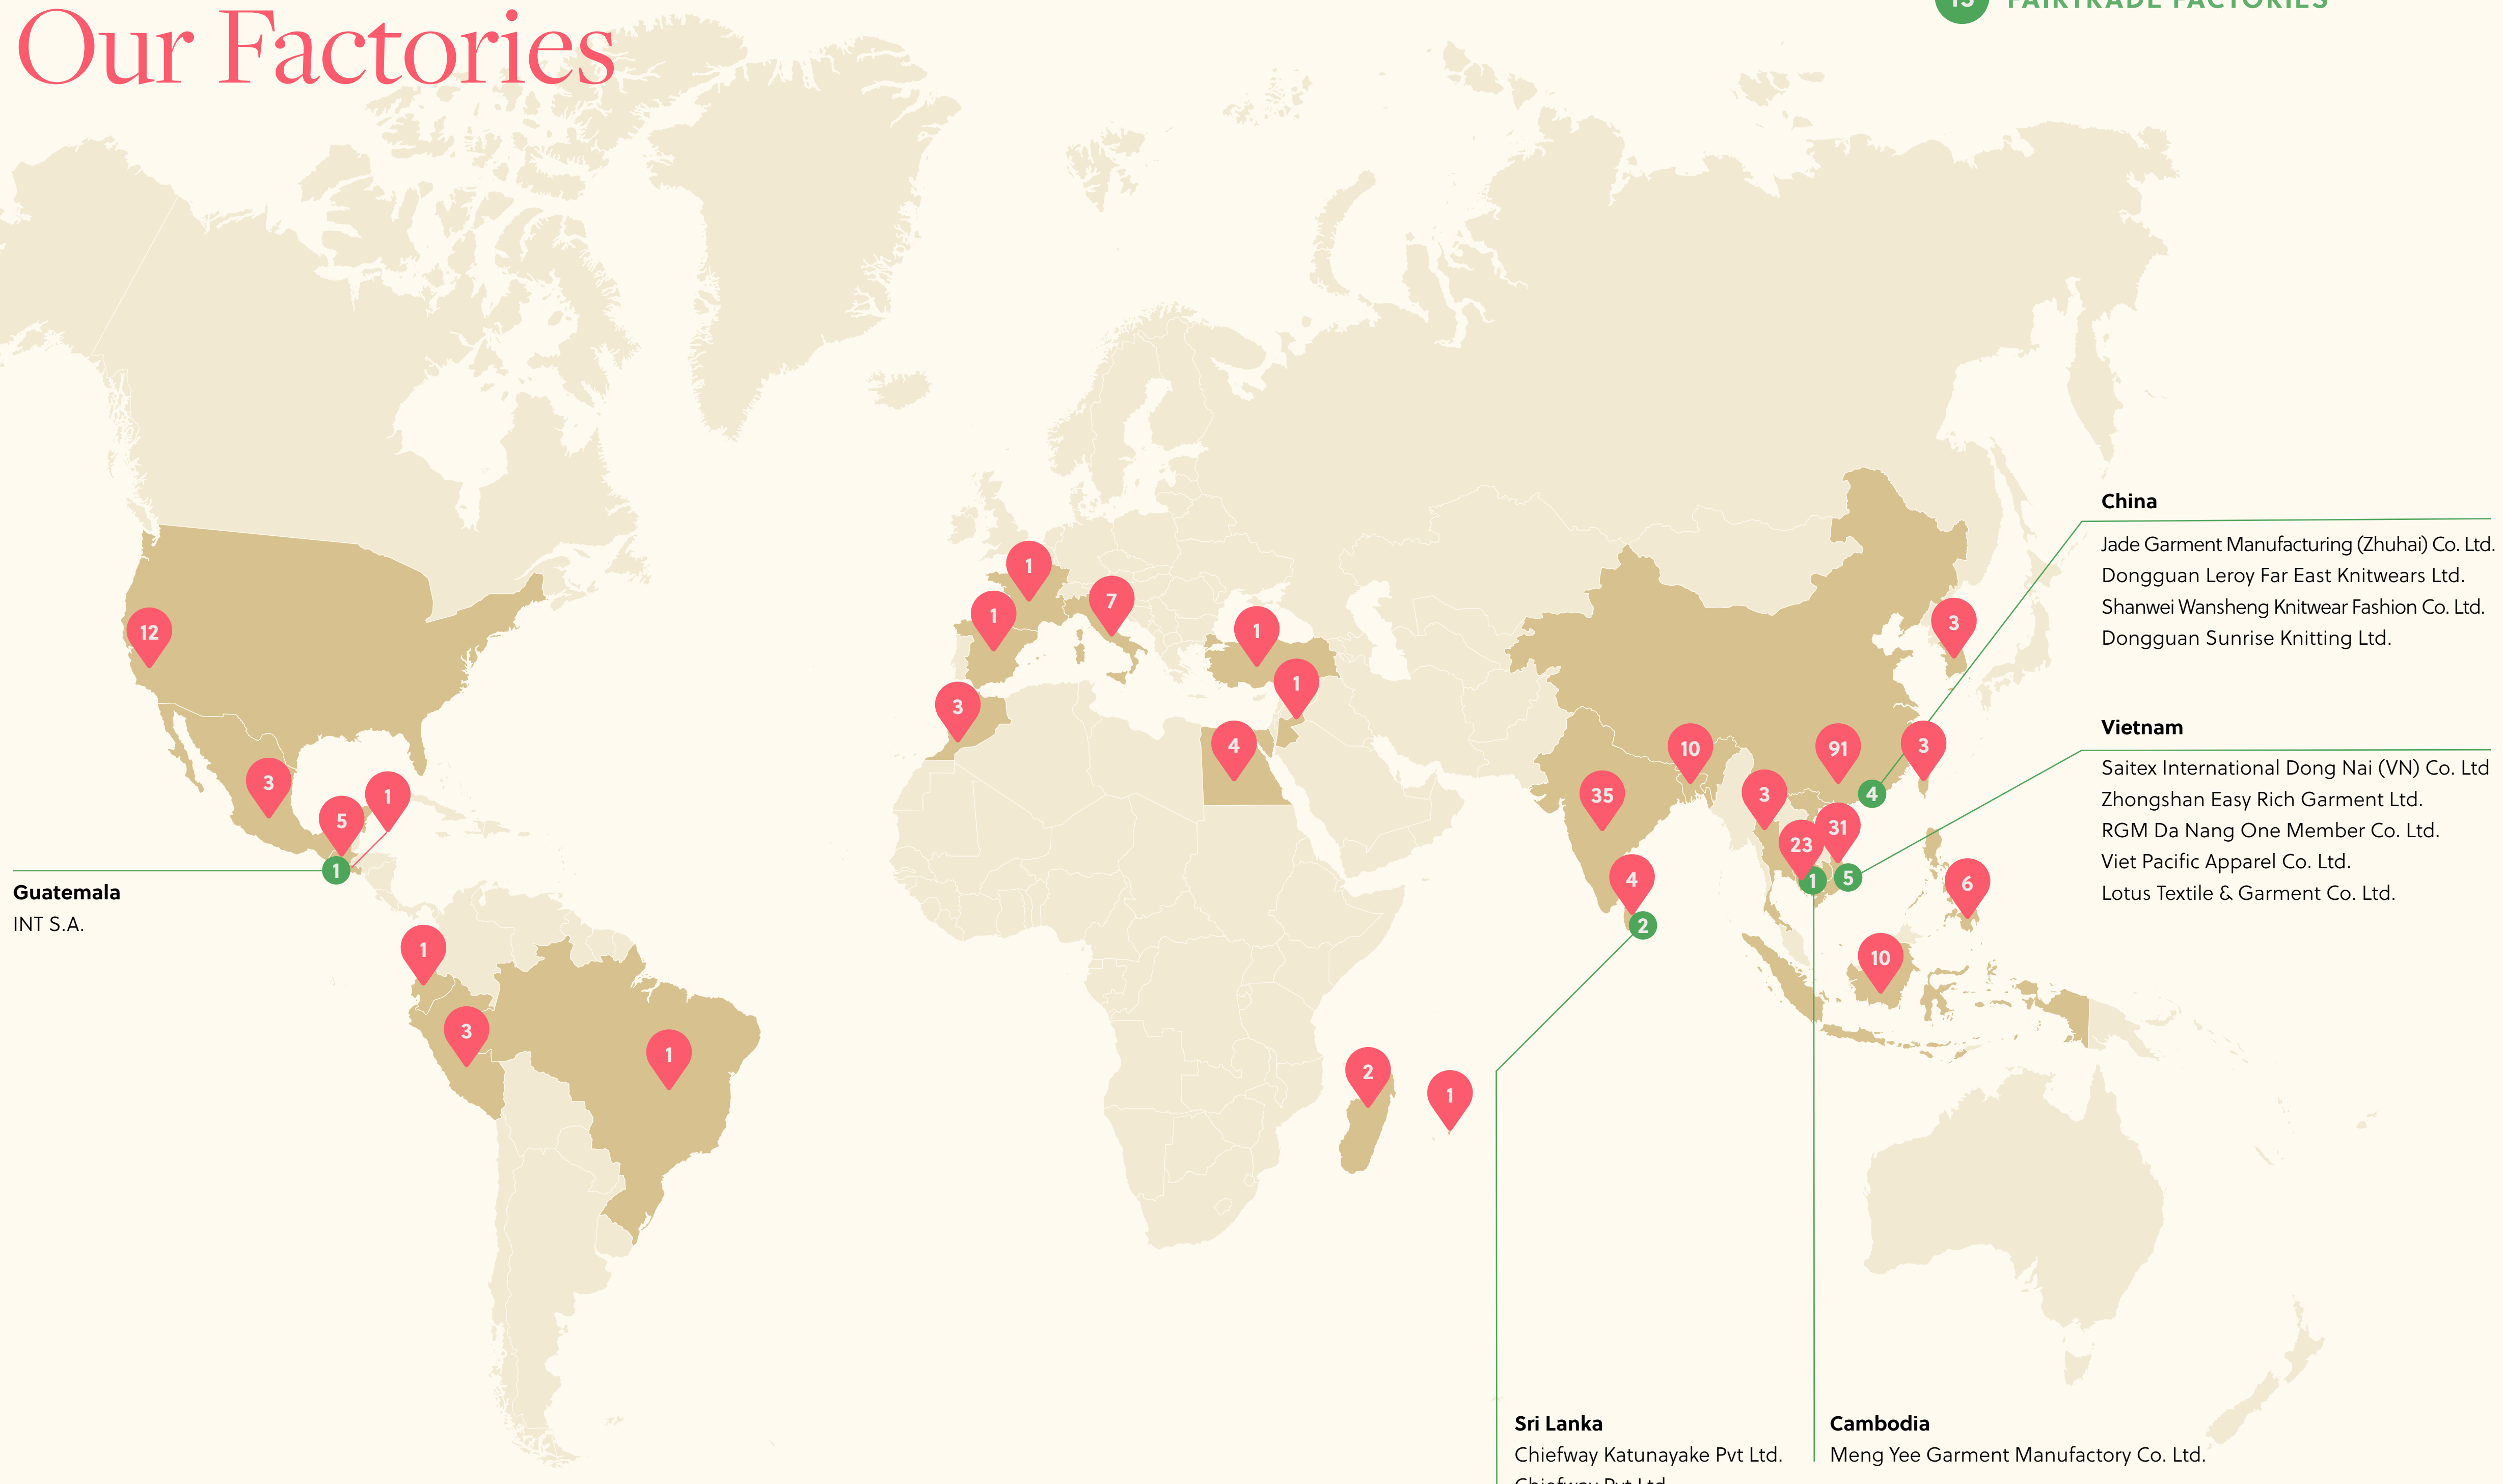 Our Factories
13 FAIRTRADE FACTORIES
China
Jade Garment Manufacturing (Zhuhai) Co. Ltd.
Dongguan Leroy Far East Knitwears Ltd.
Shanwei Wansheng Knitwear Fashion Co. Ltd.
Dongguan Sunrise Knitting Ltd.
1
7
1
1
12
3
1
3
Vietnam
Saitex International Dong Nai (VN) Co. Ltd
Zhongshan Easy Rich Garment Ltd.
RGM Da Nang One Member Co. Ltd.
Viet Pacific Apparel Co. Ltd.
Lotus Textile & Garment Co. Ltd.
4
10
91
3
3
1
35
3
4
5
31
23
1
4
1
5
6
Guatemala
INT S.A.
2
1
10
3
1
2
1
Sri Lanka
Chiefway Katunayake Pvt Ltd.
Chiefway Pvt Ltd.
Cambodia
Meng Yee Garment Manufactory Co. Ltd.